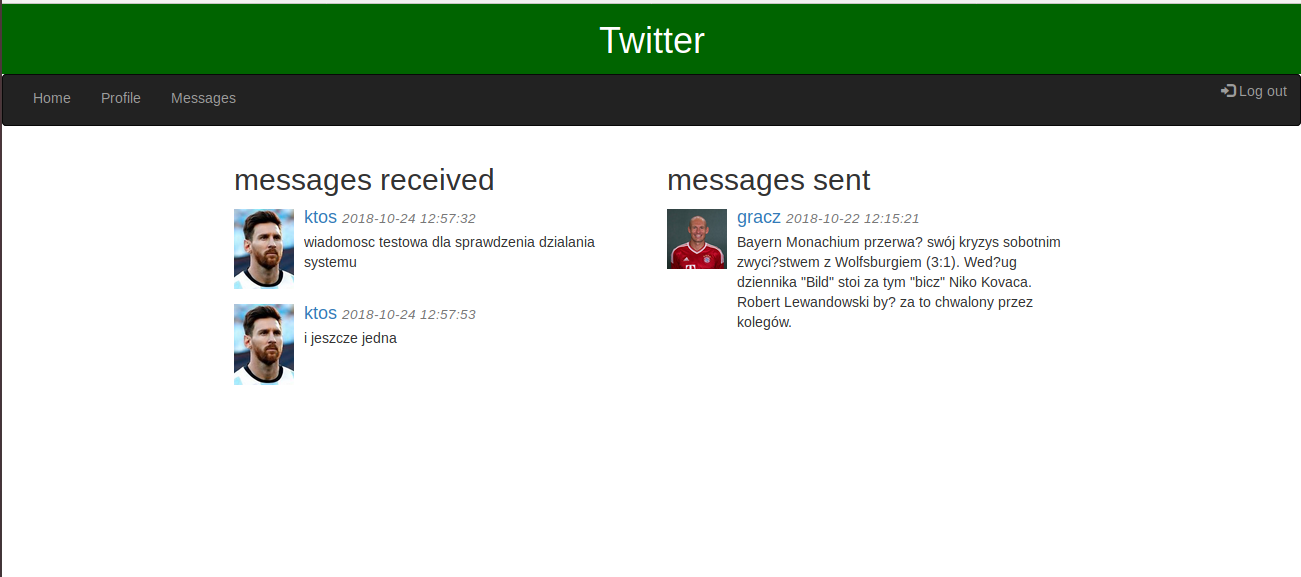 Twitter
Home Profile Messages Log out
messages received
ktos 2018-10-24 12:57:32
wiadomosc testowa dla sprawdzenia dzialania
systemu
ktos 2018-10-24 12:57:53
i jeszcze jedna
messages sent
gracz 2018-10-22 12:15:21
Bayern Monachium przerwa? swój kryzys sobotnim
zwyci?stwem z Wolfsburgiem (3:1). Wed?ug
dziennika "Bild" stoi za tym "bicz" Niko Kovaca.
Robert Lewandowski by? za to chwalony przez
kolegów.